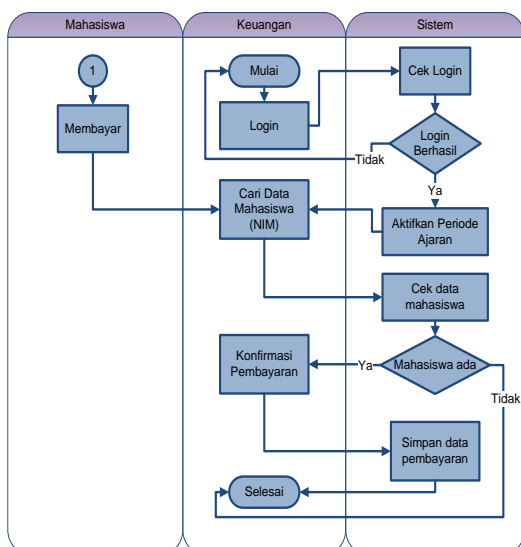 Mahasiswa
Keuangan
Sistem
1
Mulai
Cek Login
Membayar
Login
Login
Berhasil
Tidak
Ya
Cari Data
Mahasiswa
(NIM)
Aktifkan Periode
Ajaran
Cek data
mahasiswa
Konfirmasi
Pembayaran
Ya
Mahasiswa ada
Tidak
Simpan data
pembayaran
Selesai